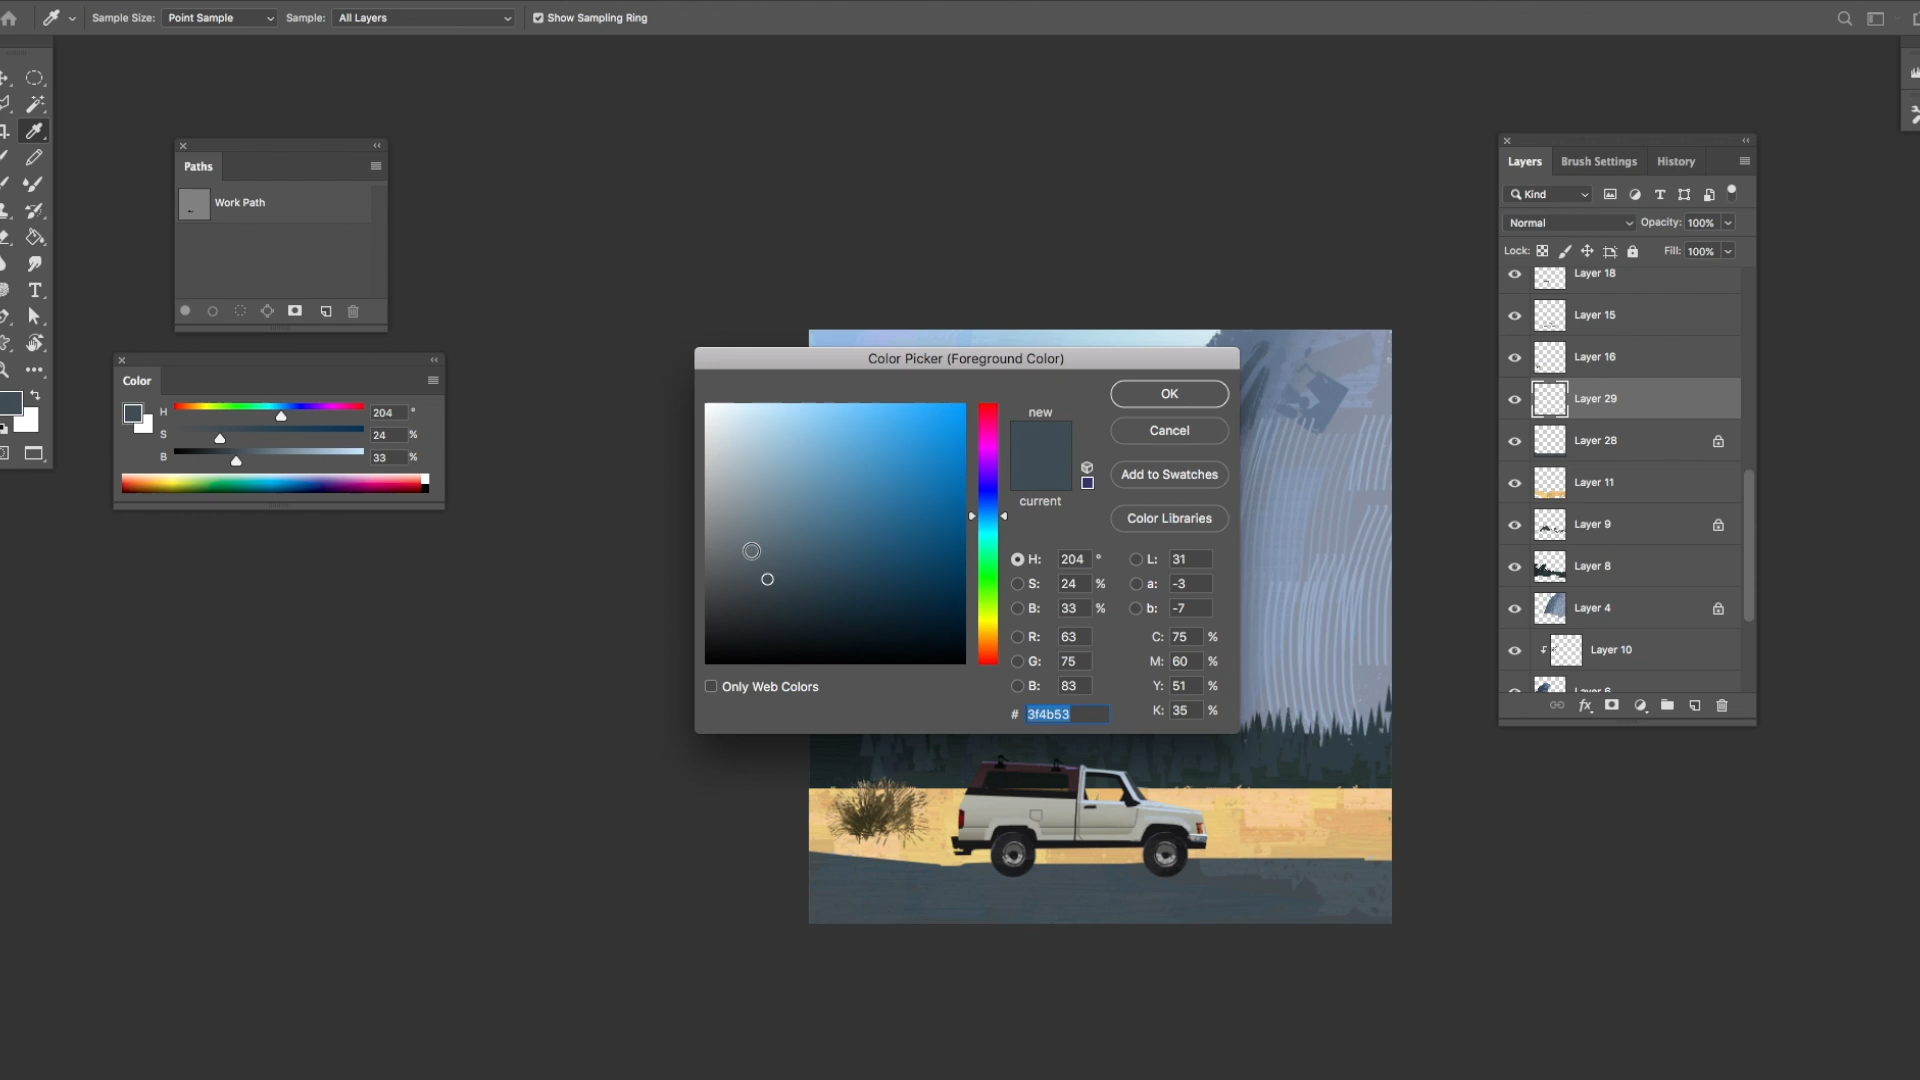 Sample Size: Point Sample Sample: All Layers Show Sampling Ring
Paths
Work Path
Color
H 204 °
S 24 %
B 33 %
Color Picker (Foreground Color)
new
current
OK
Cancel
Add to Swatches
Color Libraries
H: 204 ° L: 31
S: 24 % a: -3
B: 33 % b: -7
R: 63 C: 75 %
G: 75 M: 60 %
B: 83 Y: 51 %
# 3f4b53 K: 35 %
Only Web Colors
Layers Brush Settings History
Kind
Normal Opacity: 100%
Lock: Fill: 100%
Layer 18
Layer 15
Layer 16
Layer 29
Layer 28
Layer 11
Layer 9
Layer 8
Layer 4
Layer 10
Layer 6